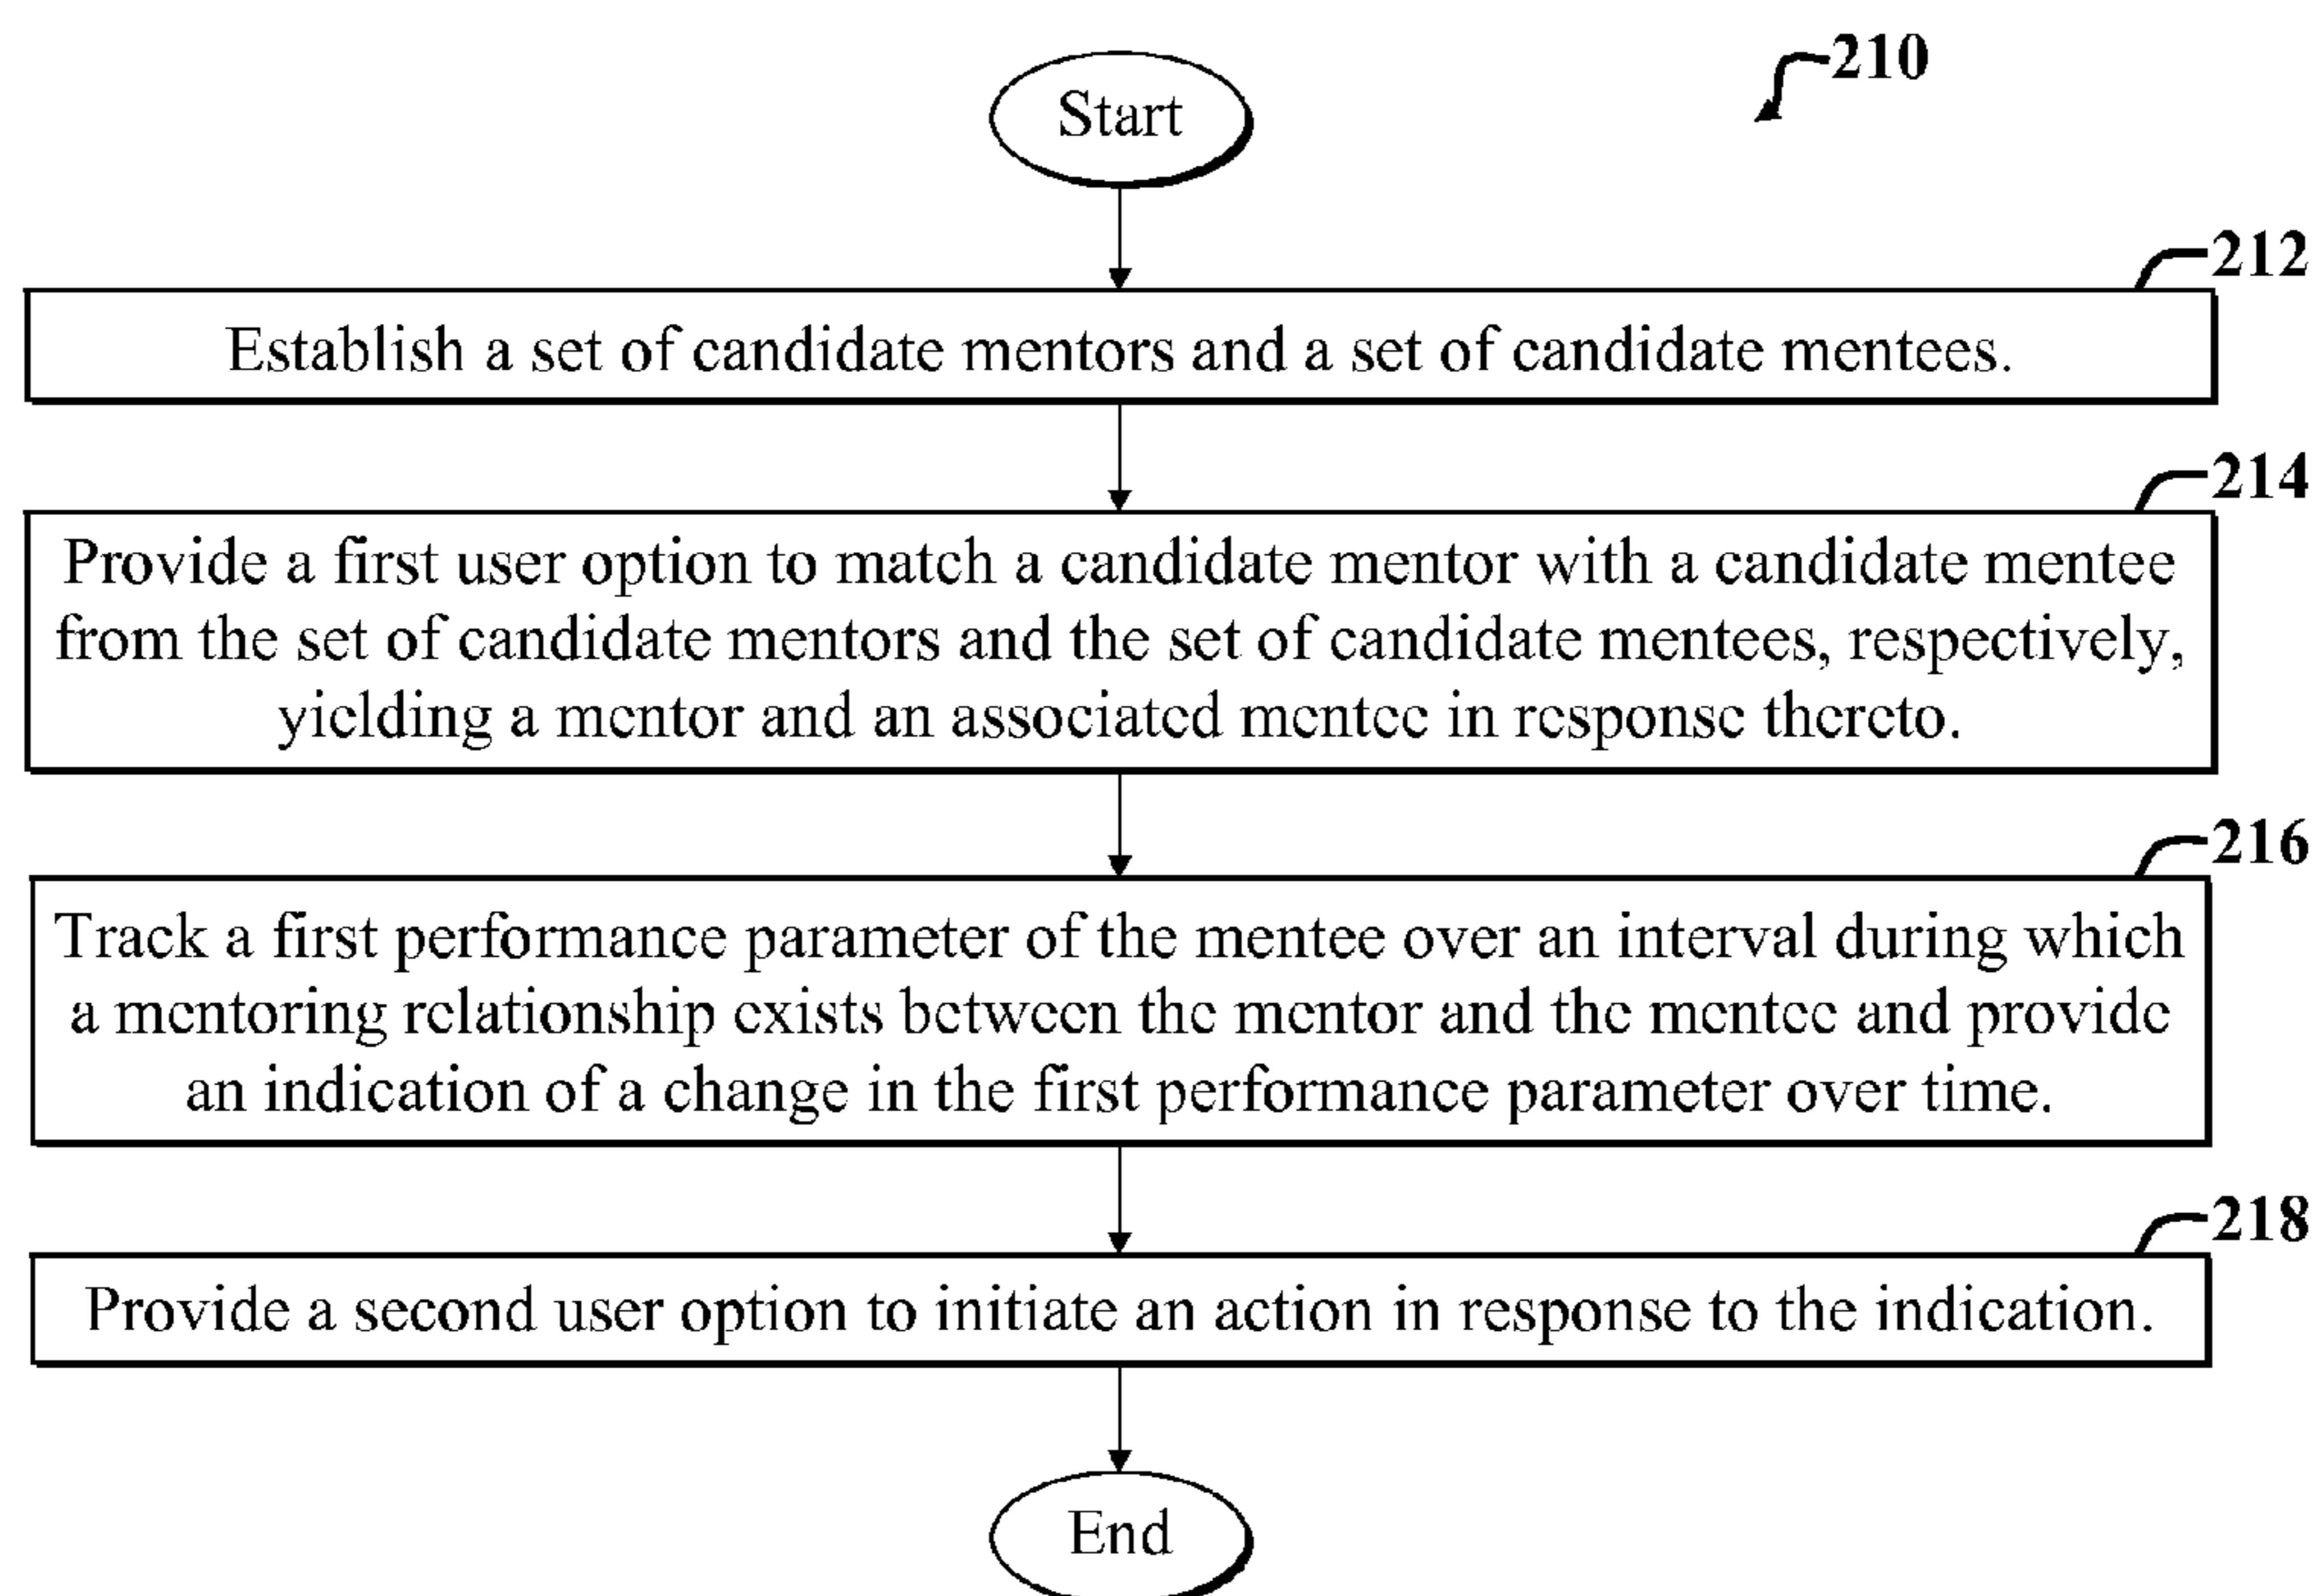 210
Start
212
Establish a set of candidate mentors and a set of candidate mentees.
214
Provide a first user option to match a candidate mentor with a candidate mentee
from the set of candidate mentors and the set of candidate mentees, respectively,
yielding a mentor and an associated mentee in response thereto.
216
Track a first performance parameter of the mentee over an interval during which
a mentoring relationship exists between the mentor and the mentee and provide
an indication of a change in the first performance parameter over time.
218
Provide a second user option to initiate an action in response to the indication.
End